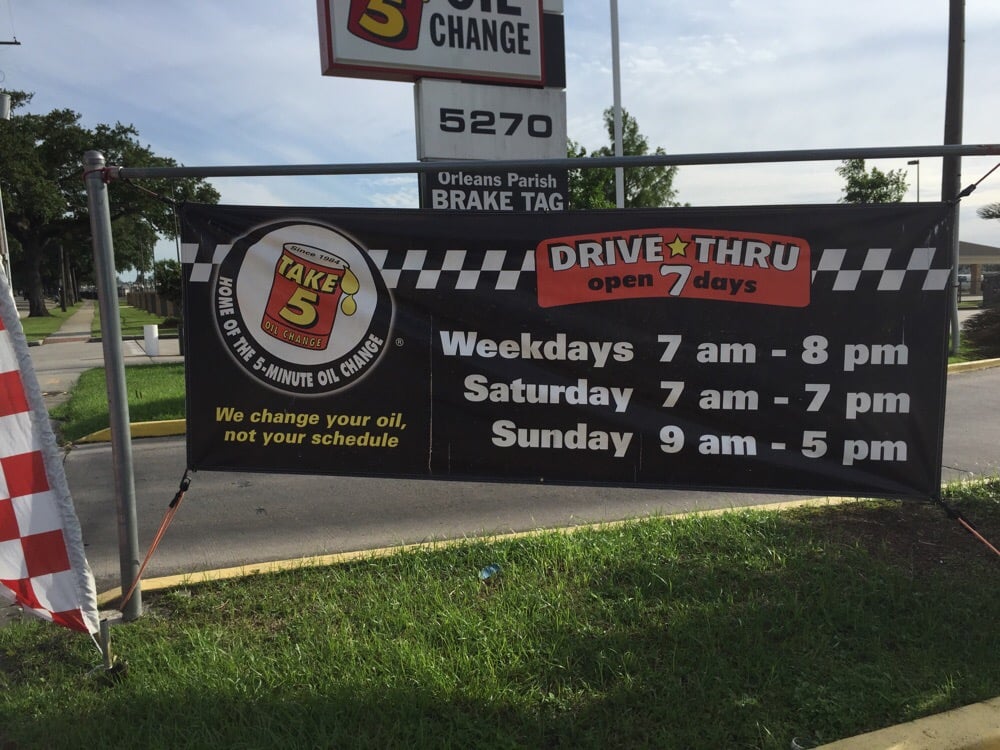 5
OIL
CHANGE
5270
Orleans Parish
BRAKE TAG
Since 1984
TAKE
5
OIL CHANGE
HOME OF THE 5-MINUTE OIL CHANGE
®
We change your oil,
not your schedule
DRIVE THRU
open 7 days
Weekdays 7 am - 8 pm
Saturday 7 am - 7 pm
Sunday 9 am - 5 pm